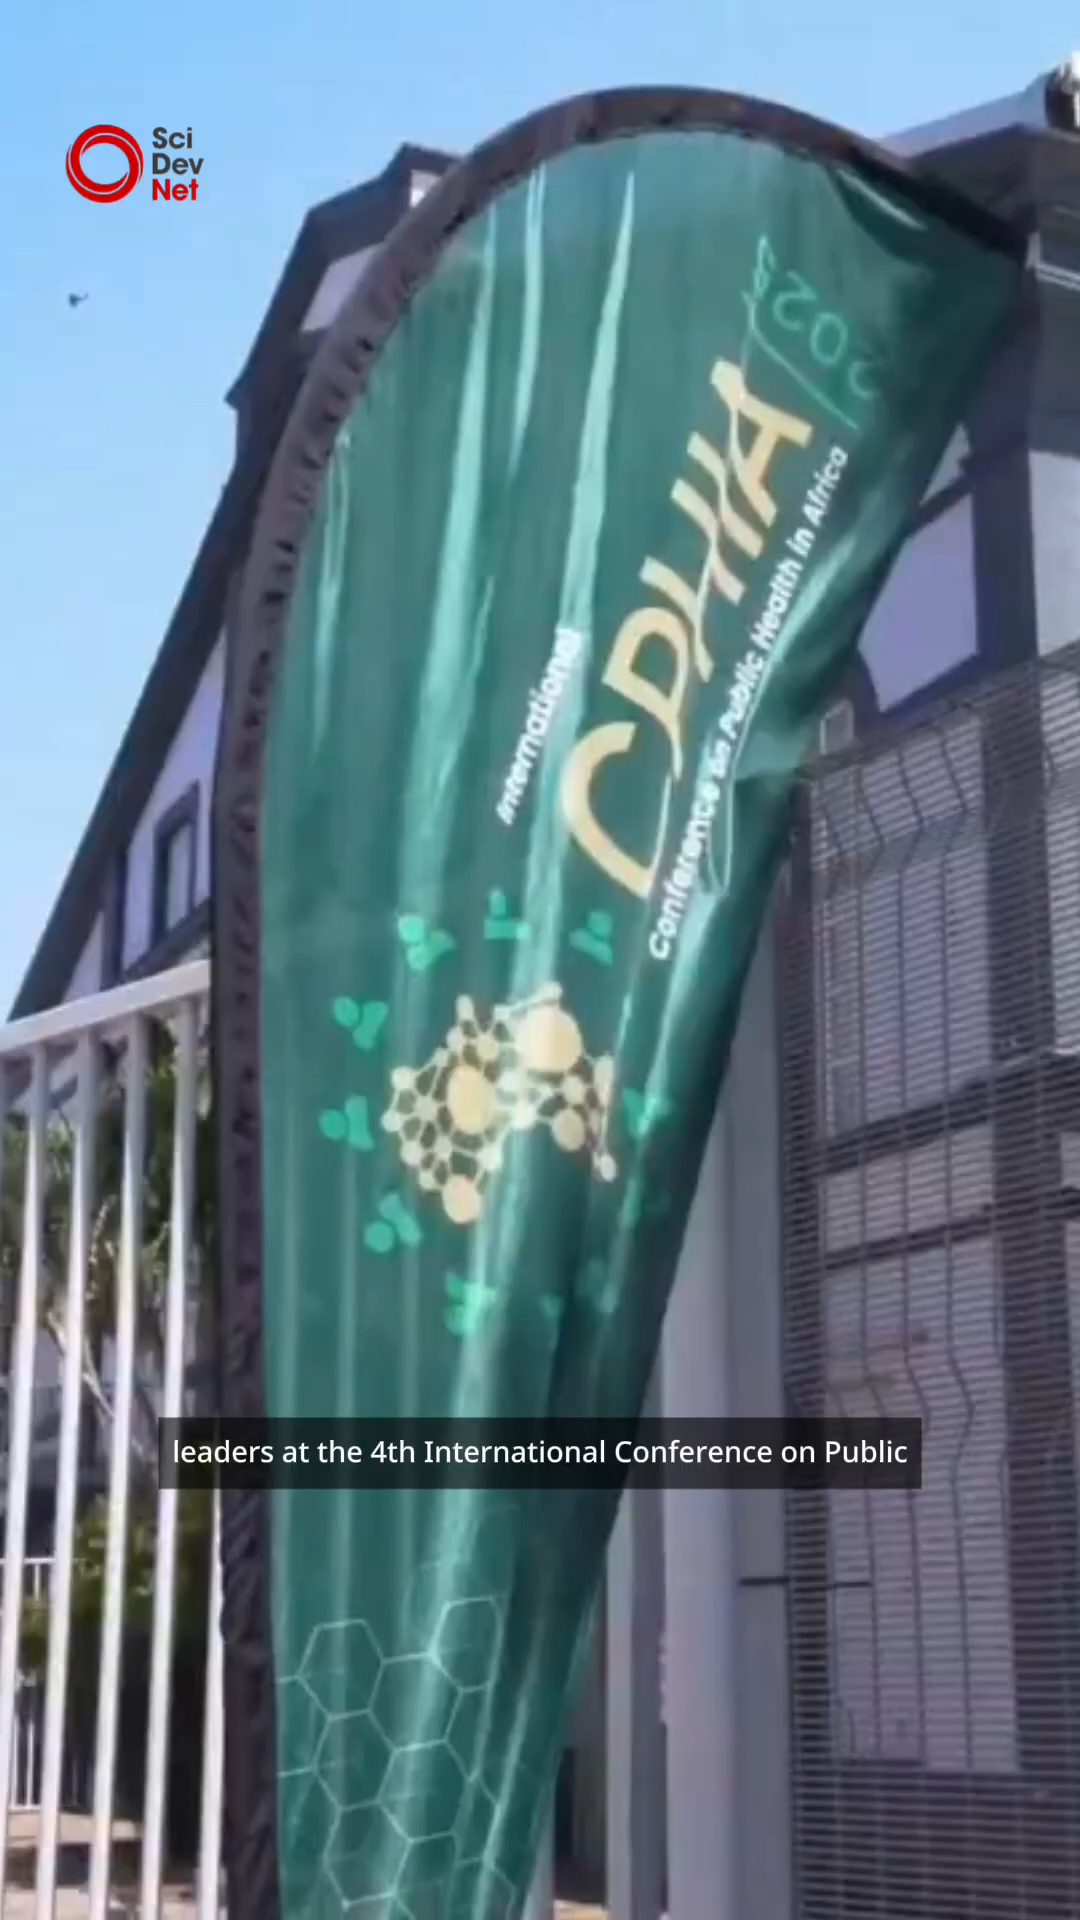 Sci
Dev
Net
2025
International
CPHIA
Conference on Public Health in Africa
leaders at the 4th International Conference on Public